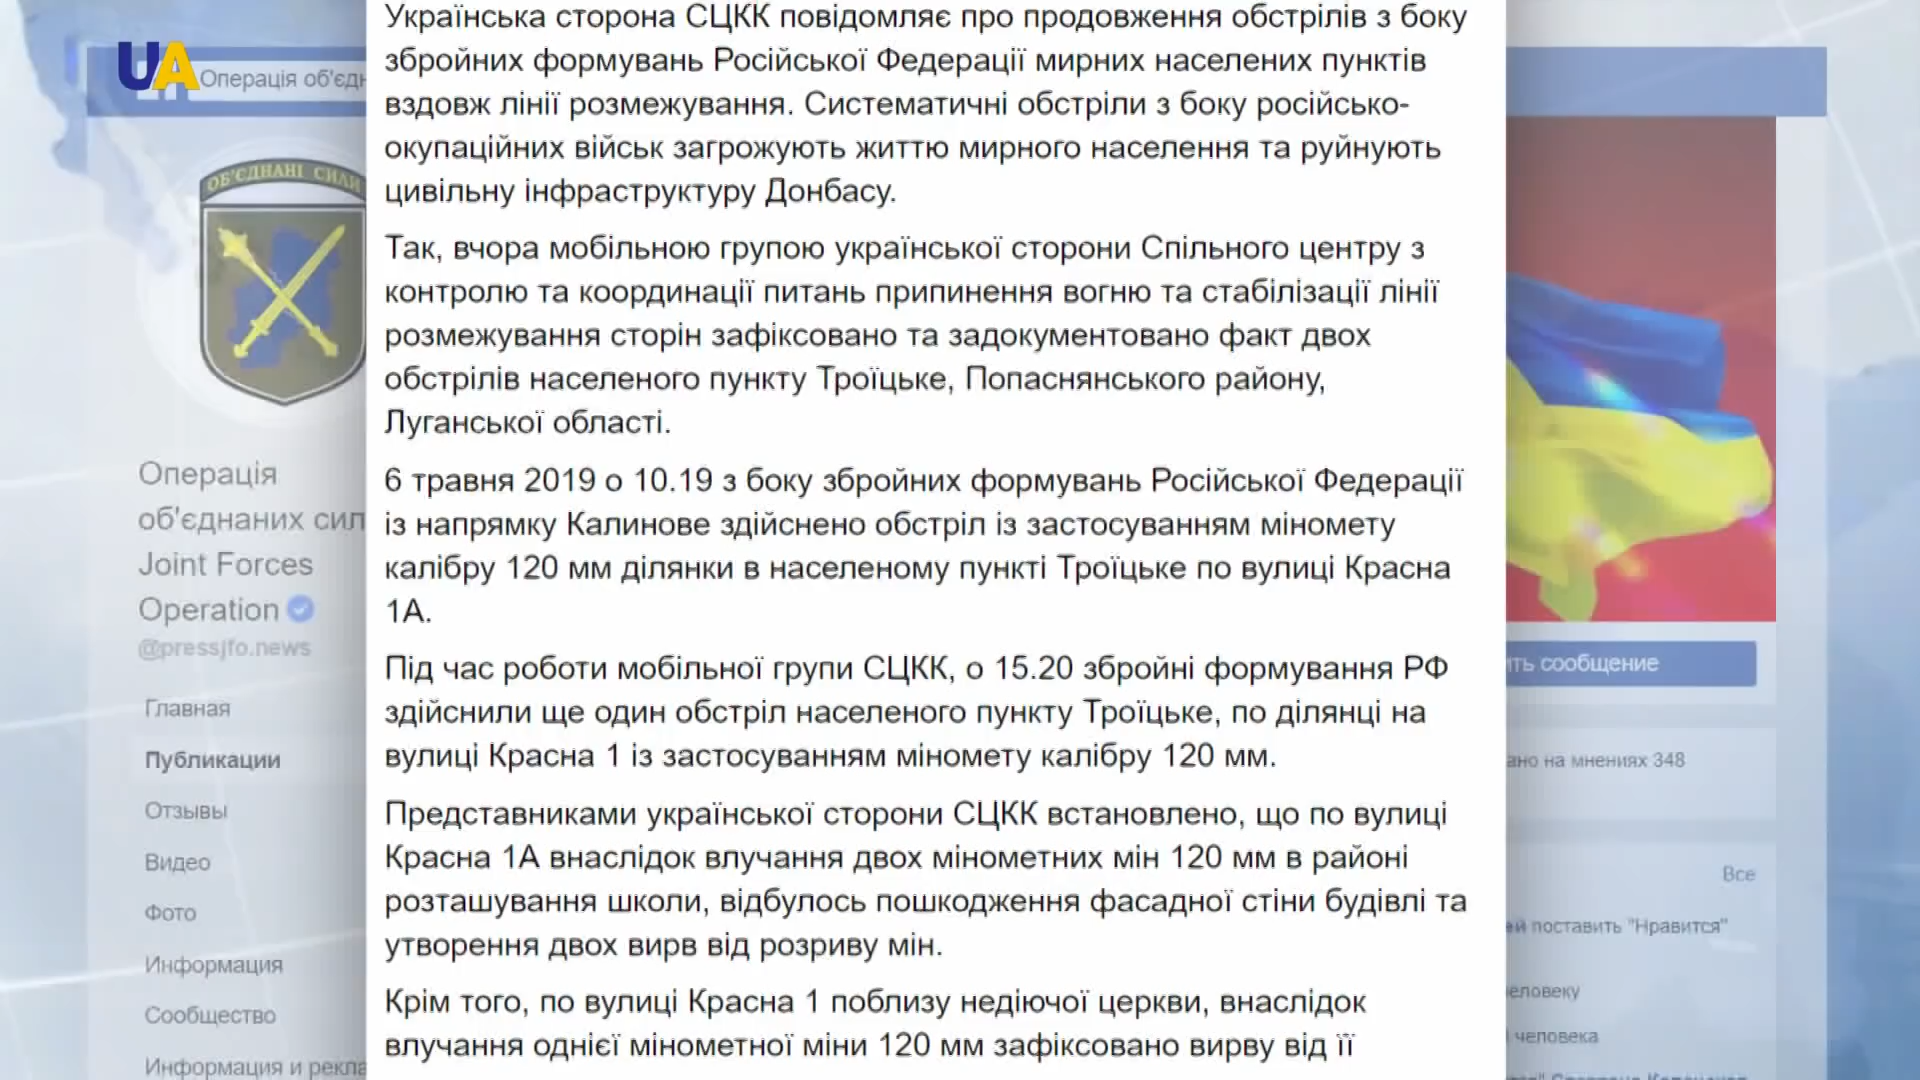 UA
Операція об'єдн
ОБ'ЄДНАНІ СИЛИ
Операція
об'єднаних сил
Joint Forces
Operation
@pressjfo.news
Главная
Публикации
Отзывы
Видео
Фото
Информация
Сообщество
Информация и рекла
Українська сторона СЦКК повідомляє про продовження обстрілів з боку
збройних формувань Російської Федерації мирних населених пунктів
вздовж лінії розмежування. Систематичні обстріли з боку російсько-
окупаційних військ загрожують життю мирного населення та руйнують
цивільну інфраструктуру Донбасу.
Так, вчора мобільною групою української сторони Спільного центру з
контролю та координації питань припинення вогню та стабілізації лінії
розмежування сторін зафіксовано та задокументовано факт двох
обстрілів населеного пункту Троїцьке, Попаснянського району,
Луганської області.
6 травня 2019 о 10.19 з боку збройних формувань Російської Федерації
із напрямку Калинове здійснено обстріл із застосуванням міномету
калібру 120 мм ділянки в населеному пункті Троїцьке по вулиці Красна
1А.
Під час роботи мобільної групи СЦКК, о 15.20 збройні формування РФ
здійснили ще один обстріл населеного пункту Троїцьке, по ділянці на
вулиці Красна 1 із застосуванням міномету калібру 120 мм.
Представниками української сторони СЦКК встановлено, що по вулиці
Красна 1А внаслідок влучання двох мінометних мін 120 мм в районі
розташування школи, відбулось пошкодження фасадної стіни будівлі та
утворення двох вирв від розриву мін.
Крім того, по вулиці Красна 1 поблизу недіючої церкви, внаслідок
влучання однієї мінометної міни 120 мм зафіксовано вирву від її
ть сообщение
ано на мнениях 348
Все
ей поставить "Нравится"
еловеку
человека